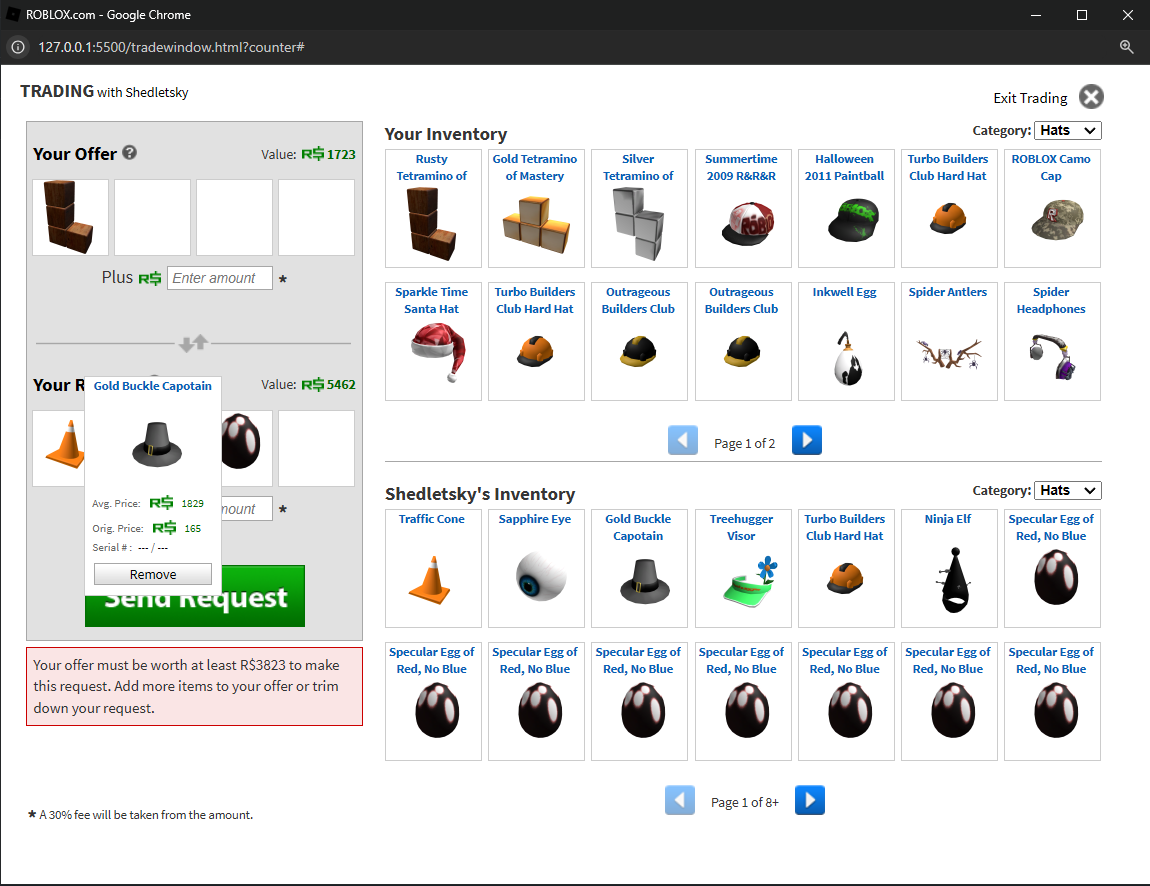 ROBLOX.com - Google Chrome
127.0.0.1:5500/tradewindow.html?counter#
TRADING with Shedletsky
Exit Trading
Your Offer ?
Value: R$ 1723
Plus R$ Enter amount *
Your R
Value: R$ 5462
Gold Buckle Capotain
Avg. Price: R$ 1829
Orig. Price: R$ 165
Serial # : --- / ---
Remove
mount *
Send Request
Your offer must be worth at least R$3823 to make
this request. Add more items to your offer or trim
down your request.
* A 30% fee will be taken from the amount.
Your Inventory
Category: Hats
Rusty
Tetramino of
Gold Tetramino
of Mastery
Silver
Tetramino of
Summertime
2009 R&R&R
Halloween
2011 Paintball
Turbo Builders
Club Hard Hat
ROBLOX Camo
Cap
Sparkle Time
Santa Hat
Turbo Builders
Club Hard Hat
Outrageous
Builders Club
Outrageous
Builders Club
Inkwell Egg
Spider Antlers
Spider
Headphones
Page 1 of 2
Shedletsky's Inventory
Category: Hats
Traffic Cone
Sapphire Eye
Gold Buckle
Capotain
Treehugger
Visor
Turbo Builders
Club Hard Hat
Ninja Elf
Specular Egg of
Red, No Blue
Specular Egg of
Red, No Blue
Specular Egg of
Red, No Blue
Specular Egg of
Red, No Blue
Specular Egg of
Red, No Blue
Specular Egg of
Red, No Blue
Specular Egg of
Red, No Blue
Specular Egg of
Red, No Blue
Page 1 of 8+